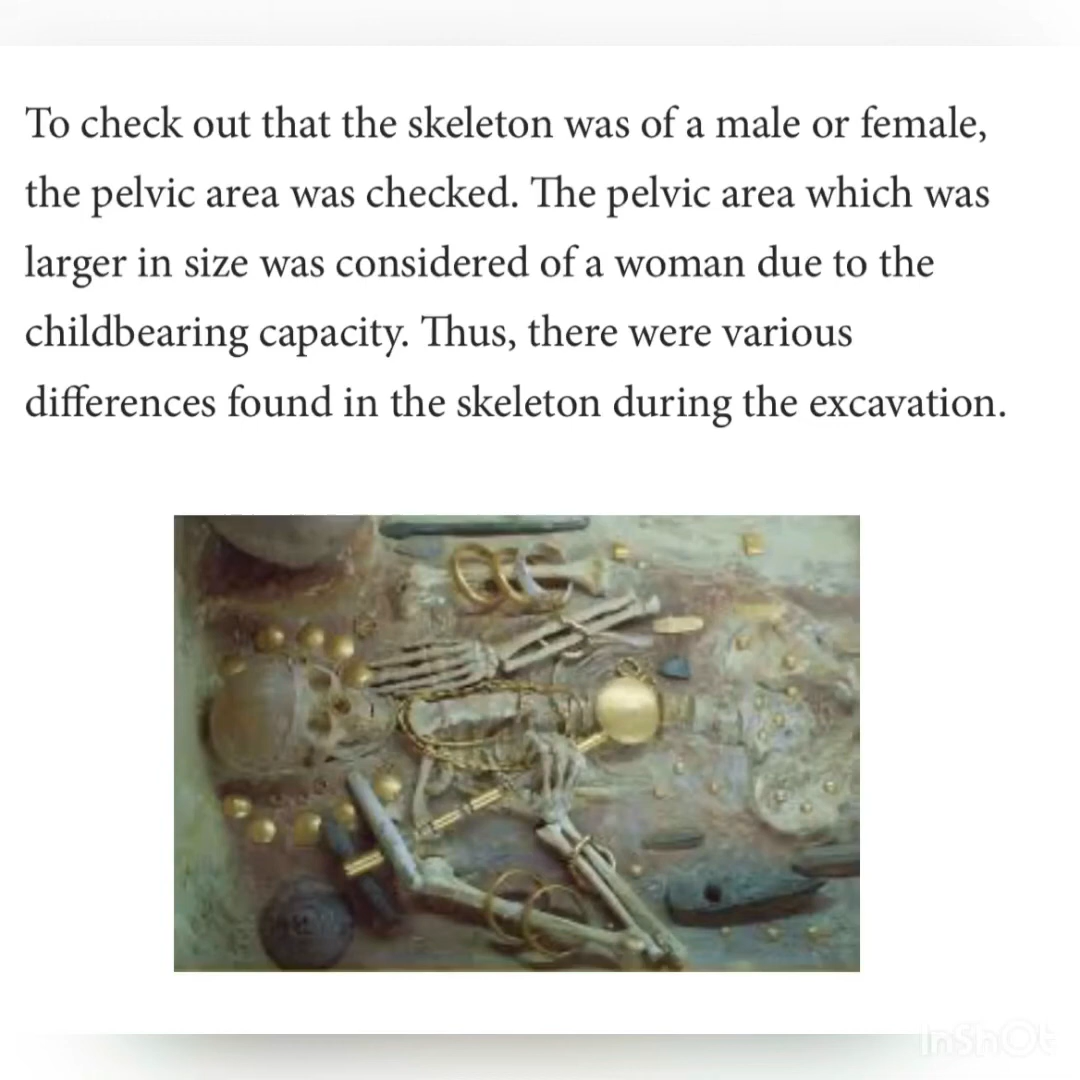 To check out that the skeleton was of a male or female,
the pelvic area was checked. The pelvic area which was
larger in size was considered of a woman due to the
childbearing capacity. Thus, there were various
differences found in the skeleton during the excavation.
InShOt